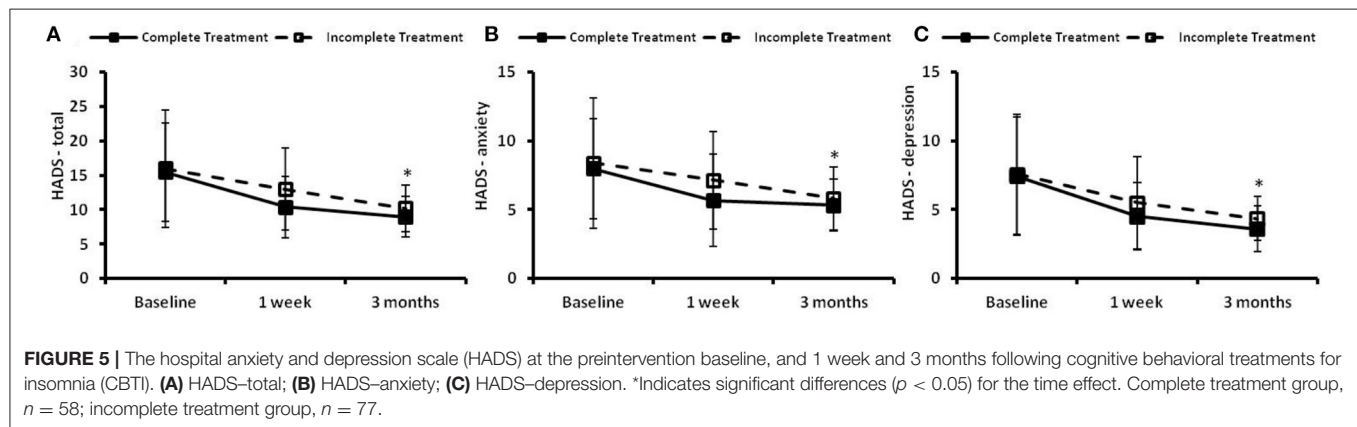 A
Complete Treatment
Incomplete Treatment
HADS - total
30
25
20
15
10
5
0
*
Baseline
1 week
3 months
B
Complete Treatment
Incomplete Treatment
HADS - anxiety
15
10
5
0
*
Baseline
1 week
3 months
C
Complete Treatment
Incomplete Treatment
HADS - depression
15
10
5
0
*
Baseline
1 week
3 months
FIGURE 5 | The hospital anxiety and depression scale (HADS) at the preintervention baseline, and 1 week and 3 months following cognitive behavioral treatments for
insomnia (CBTI). (A) HADS–total; (B) HADS–anxiety; (C) HADS–depression. *Indicates significant differences (p < 0.05) for the time effect. Complete treatment group,
n = 58; incomplete treatment group, n = 77.